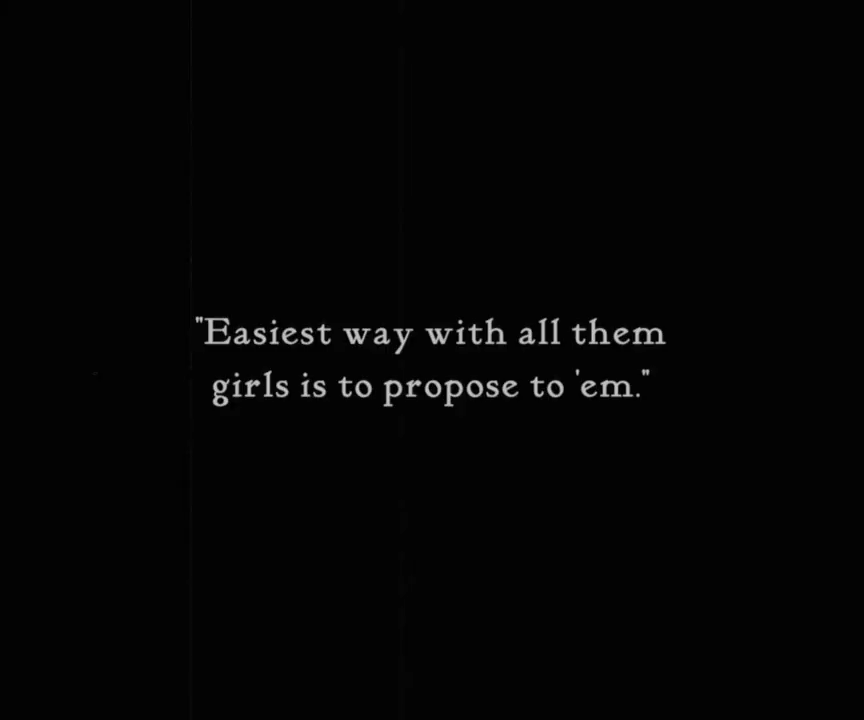 "Easiest way with all them
girls is to propose to 'em."